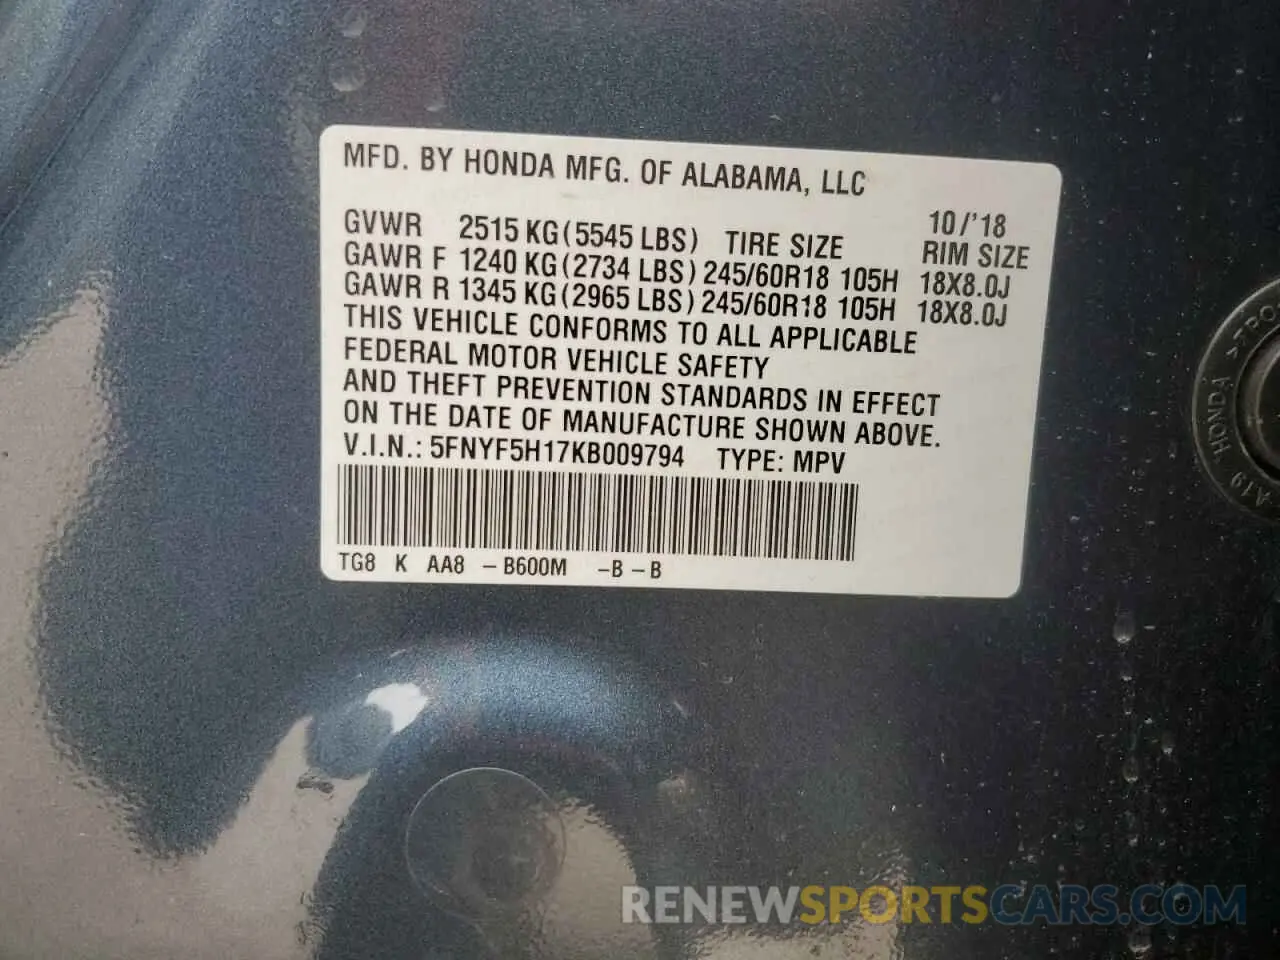 MFD. BY HONDA MFG. OF ALABAMA, LLC
10/'18
GVWR 2515 KG (5545 LBS) TIRE SIZE RIM SIZE
GAWR F 1240 KG (2734 LBS) 245/60R18 105H 18X8.0J
GAWR R 1345 KG (2965 LBS) 245/60R18 105H 18X8.0J
THIS VEHICLE CONFORMS TO ALL APPLICABLE
FEDERAL MOTOR VEHICLE SAFETY
AND THEFT PREVENTION STANDARDS IN EFFECT
ON THE DATE OF MANUFACTURE SHOWN ABOVE.
V.I.N.: 5FNYF5H17KB009794 TYPE: MPV
TG8 K AA8 – B600M –B –B
A19 HONDA
RENEWSPORTSCARS.COM